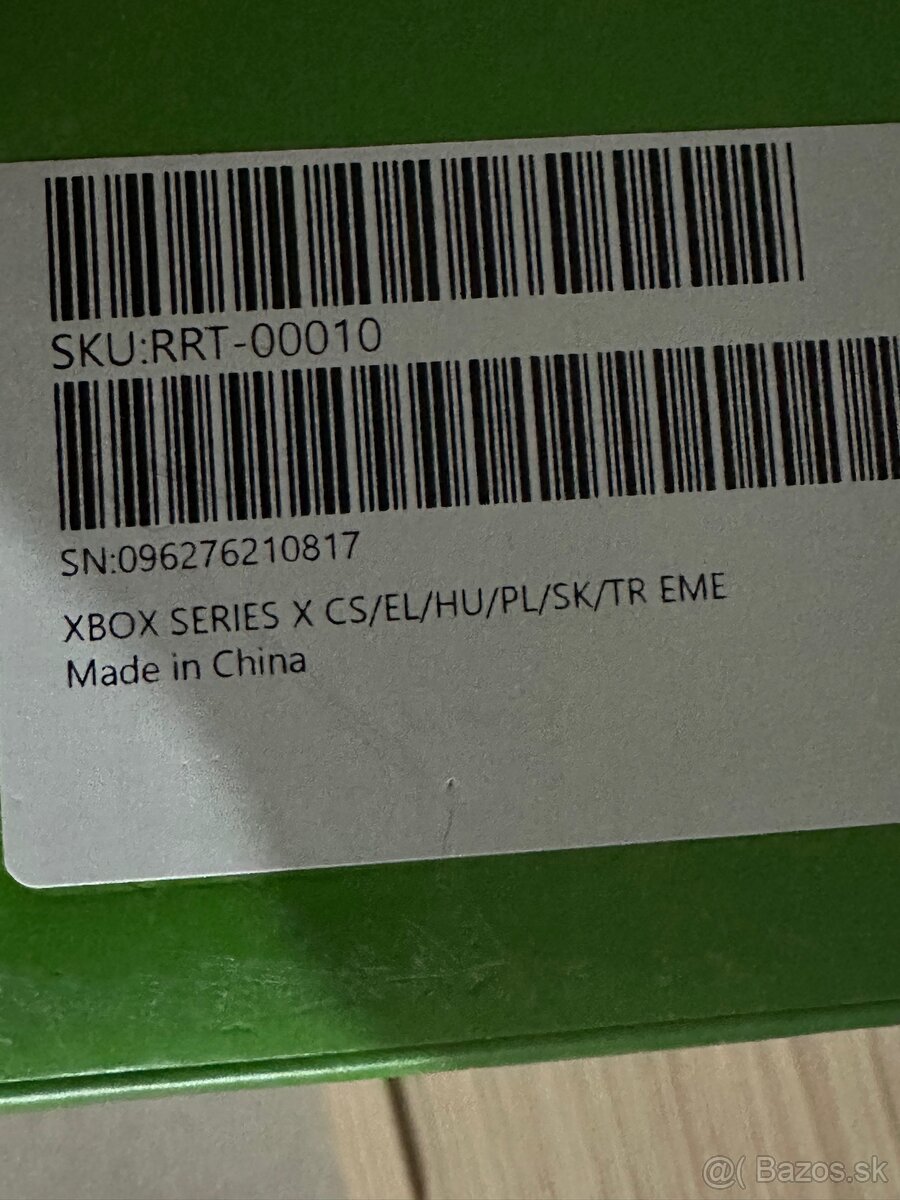 SKU:RRT-00010
SN:096276210817
XBOX SERIES X CS/EL/HU/PL/SK/TR EME
Made in China
@( Bazos.sk